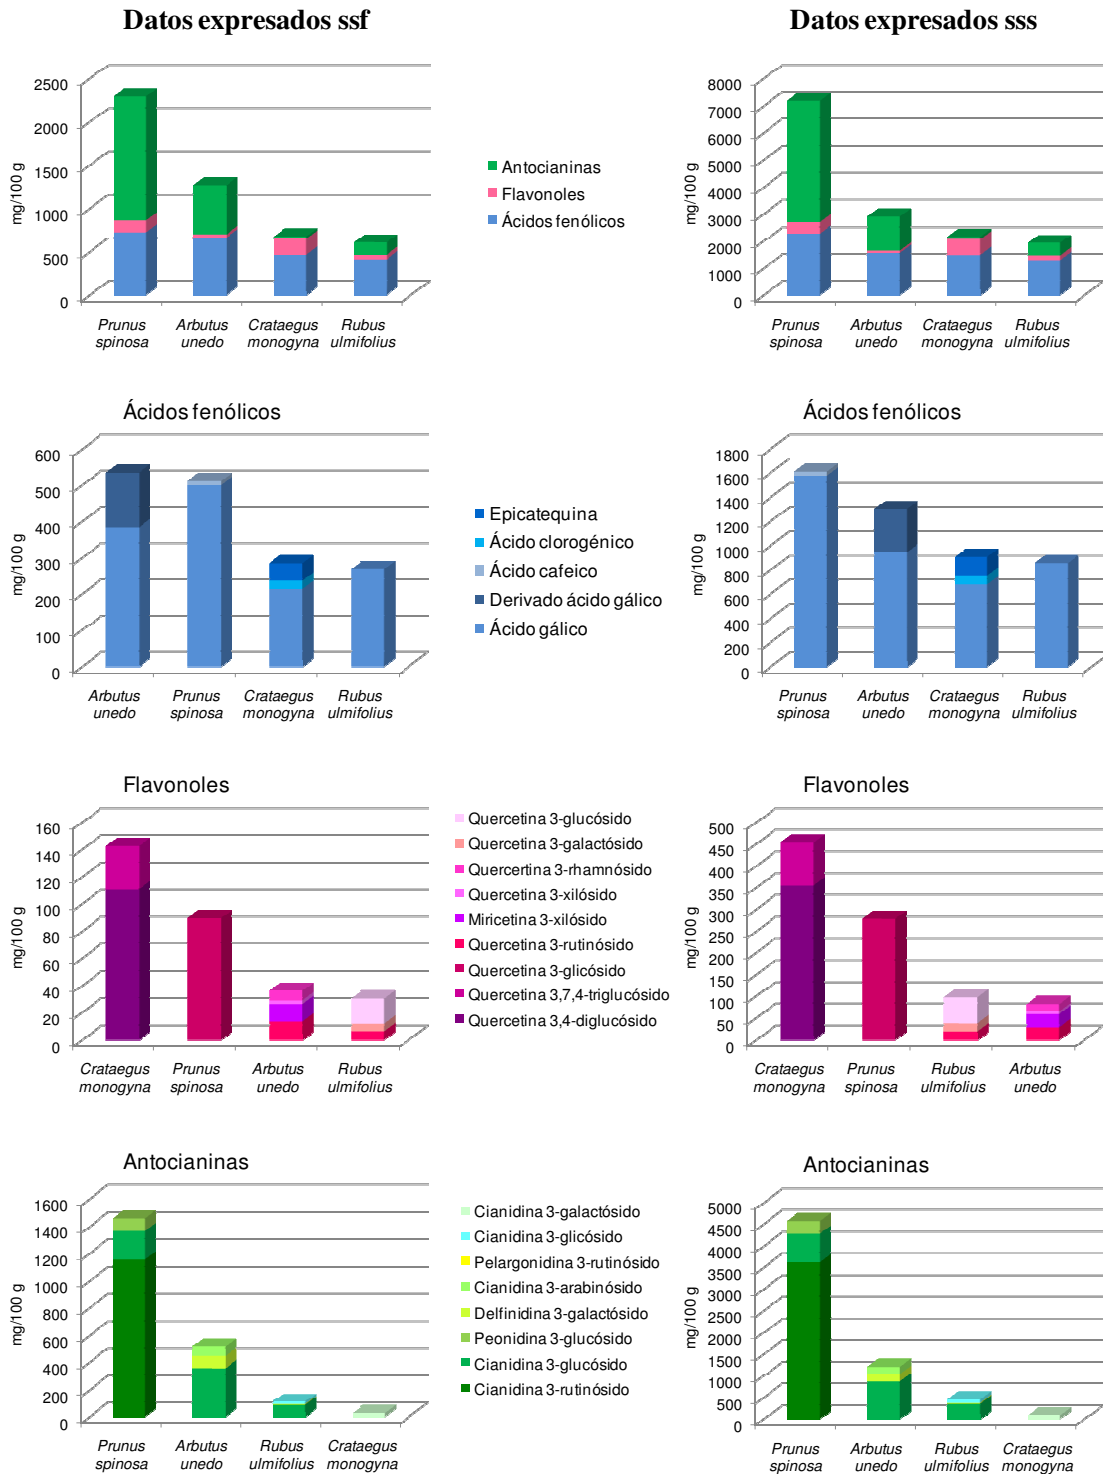 Datos expresados ssf
Datos expresados sss
2500
2000
1500
1000
500
0
mg/100 g
Prunus
spinosa
Arbutus
unedo
Crataegus
monogyna
Rubus
ulmifolius
Antocianinas
Flavonoles
Ácidos fenólicos
8000
7000
6000
5000
4000
3000
2000
1000
0
mg/100 g
Prunus
spinosa
Arbutus
unedo
Crataegus
monogyna
Rubus
ulmifolius
Ácidos fenólicos
600
500
400
300
200
100
0
mg/100 g
Arbutus
unedo
Prunus
spinosa
Crataegus
monogyna
Rubus
ulmifolius
Epicatequina
Ácido clorogénico
Ácido cafeico
Derivado ácido gálico
Ácido gálico
Ácidos fenólicos
1800
1600
1400
1200
1000
800
600
400
200
0
mg/100 g
Prunus
spinosa
Arbutus
unedo
Crataegus
monogyna
Rubus
ulmifolius
Flavonoles
160
140
120
100
80
60
40
20
0
mg/100 g
Crataegus
monogyna
Prunus
spinosa
Arbutus
unedo
Rubus
ulmifolius
Quercetina 3-glucósido
Quercetina 3-galactósido
Quercertina 3-rhamnósido
Quercetina 3-xilósido
Miricetina 3-xilósido
Quercetina 3-rutinósido
Quercetina 3-glicósido
Quercetina 3,7,4-triglucósido
Quercetina 3,4-diglucósido
Flavonoles
500
450
400
350
300
250
200
150
100
50
0
mg/100 g
Crataegus
monogyna
Prunus
spinosa
Rubus
ulmifolius
Arbutus
unedo
Antocianinas
1600
1400
1200
1000
800
600
400
200
0
mg/100 g
Prunus
spinosa
Arbutus
unedo
Rubus
ulmifolius
Crataegus
monogyna
Cianidina 3-galactósido
Cianidina 3-glicósido
Pelargonidina 3-rutinósido
Cianidina 3-arabinósido
Delfinidina 3-galactósido
Peonidina 3-glucósido
Cianidina 3-glucósido
Cianidina 3-rutinósido
Antocianinas
5000
4500
4000
3500
3000
2500
2000
1500
1000
500
0
mg/100 g
Prunus
spinosa
Arbutus
unedo
Rubus
ulmifolius
Crataegus
monogyna